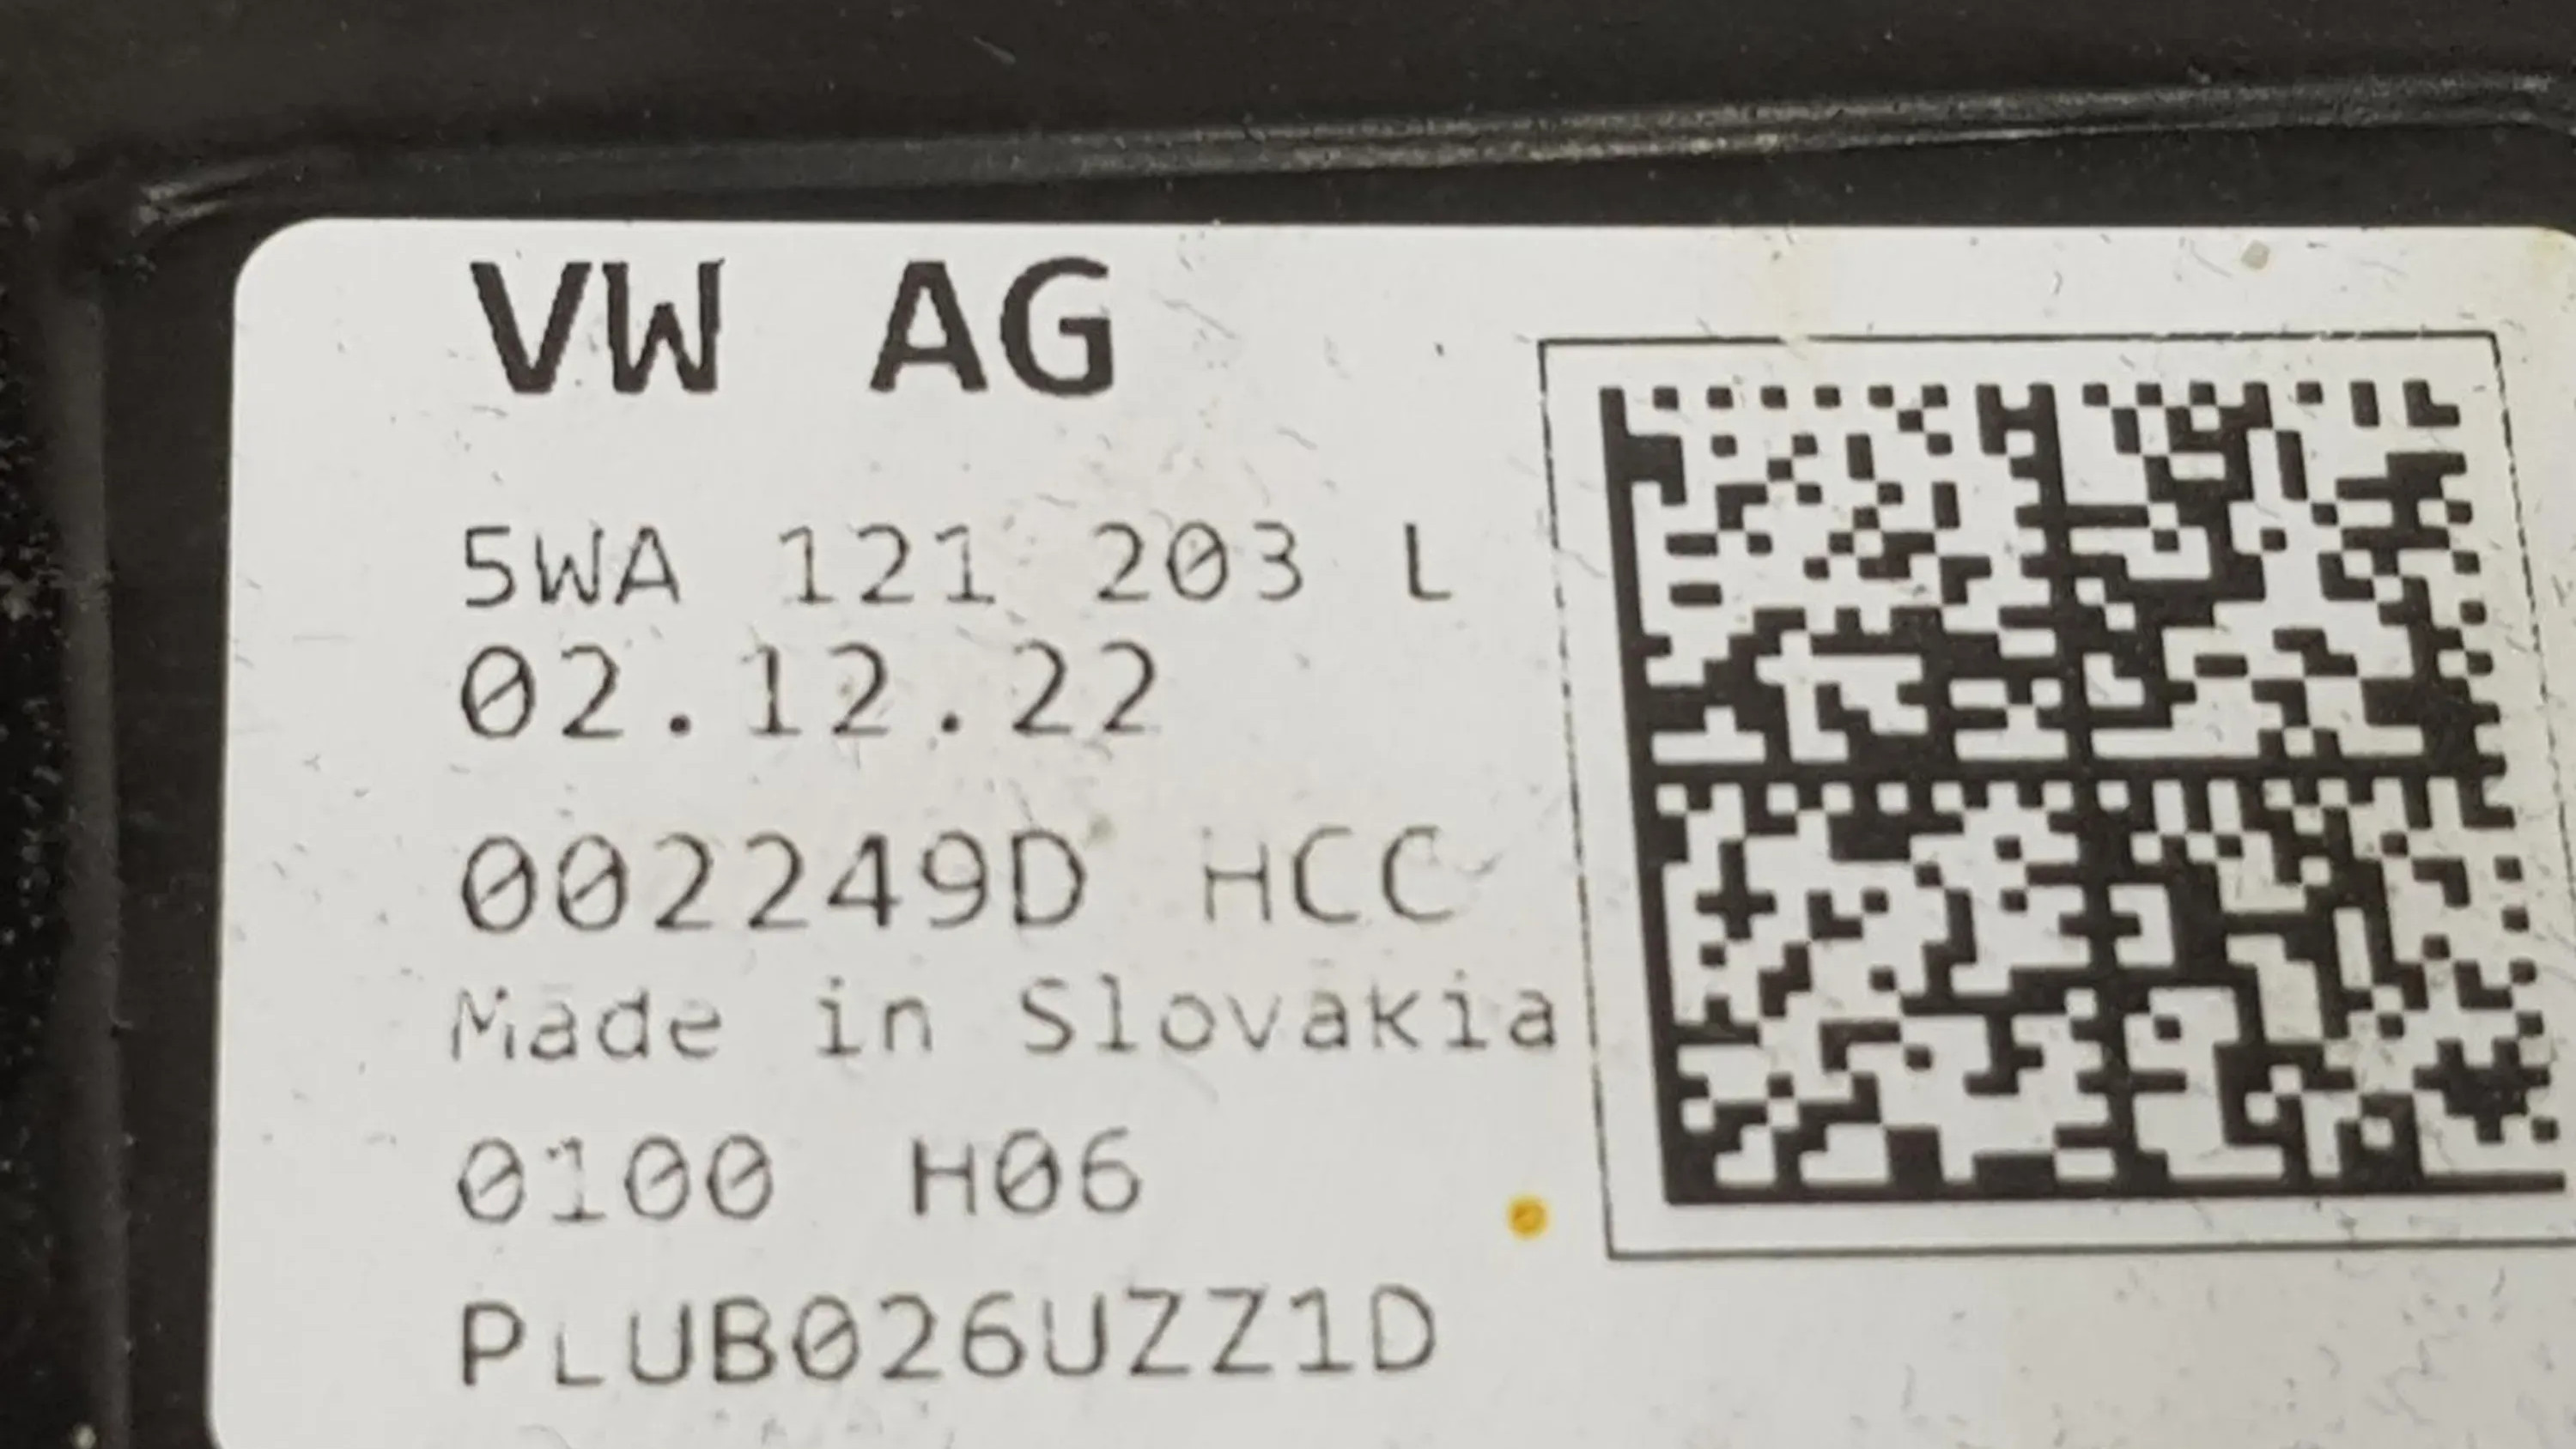 VW AG
5WA 121 203 L
02.12.22
002249D HCC
Made in Slovakia
0100 H06
PLUB026UZZ1D